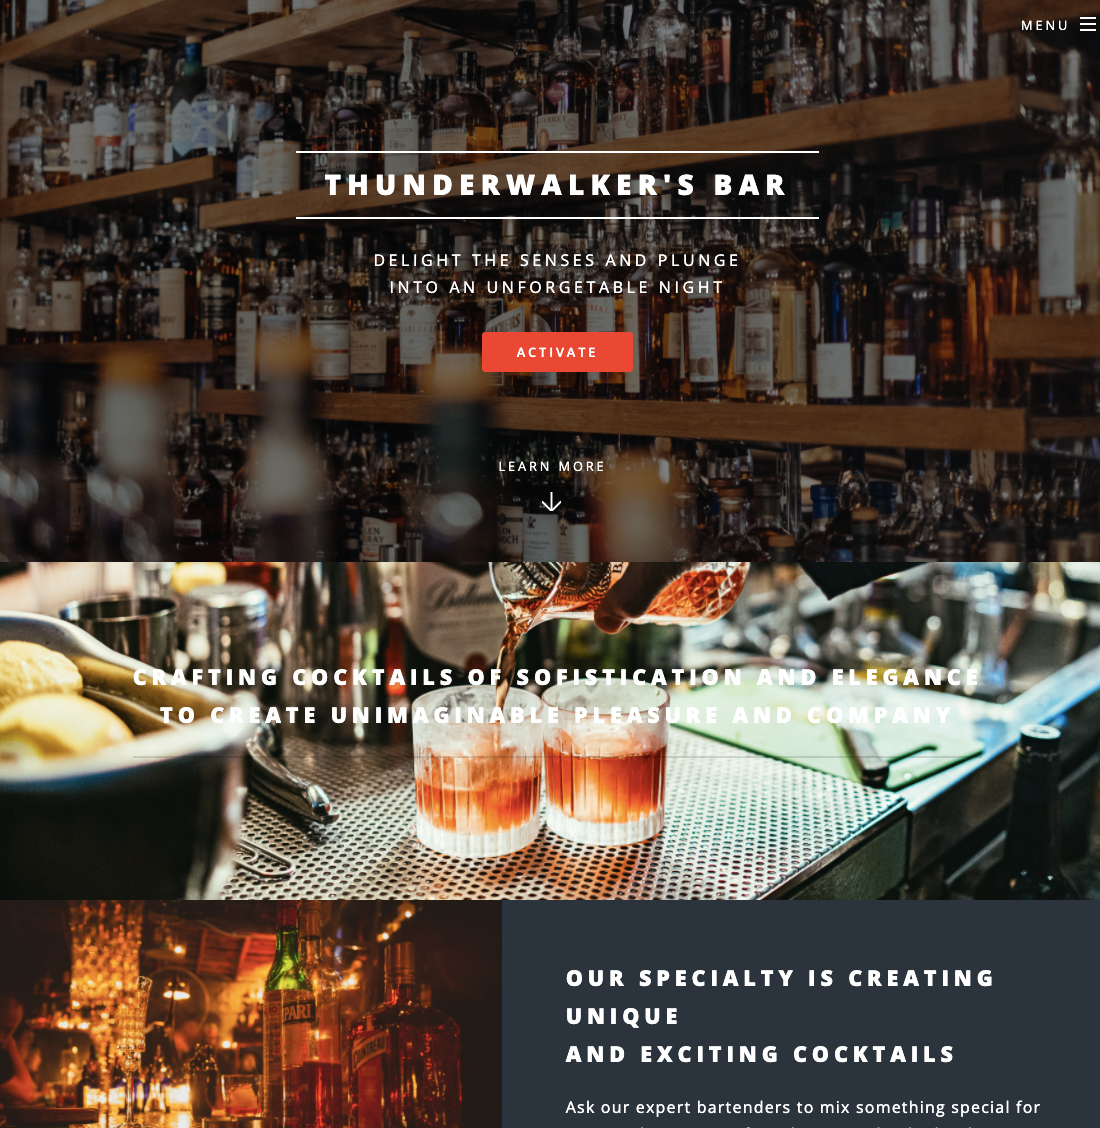 MENU
THUNDERWALKER'S BAR
DELIGHT THE SENSES AND PLUNGE
INTO AN UNFORGETABLE NIGHT
ACTIVATE
LEARN MORE
CRAFTING COCKTAILS OF SOFISTICATION AND ELEGANCE
TO CREATE UNIMAGINABLE PLEASURE AND COMPANY
OUR SPECIALTY IS CREATING
UNIQUE
AND EXCITING COCKTAILS
Ask our expert bartenders to mix something special for